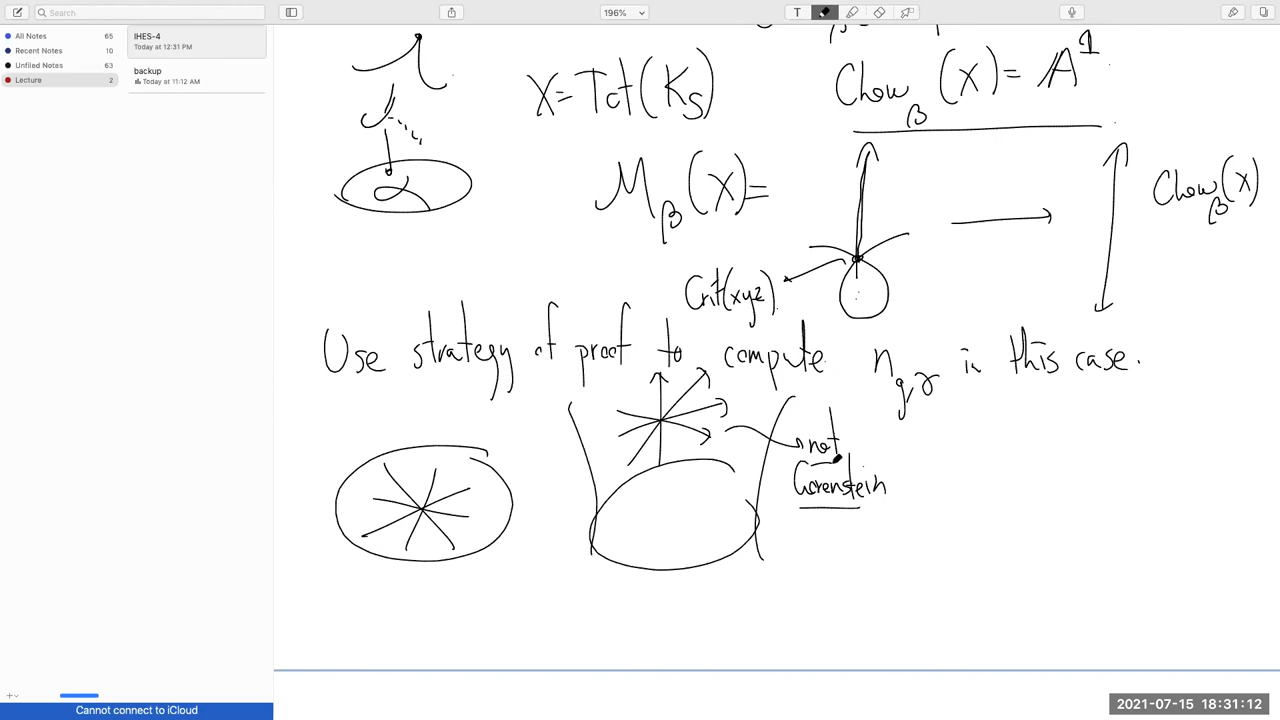 Search
196%
T
All Notes 65
Recent Notes 10
Unfiled Notes 63
Lecture 2
IHES-4
Today at 12:31 PM
backup
Today at 11:12 AM
X = Tot(K_S)
Chow_β (X) = A^1
M_β (X) =
Chow_β (X)
Crit(xyz)
Use strategy of proof to compute n_{g,γ} in this case.
not
Gorenstein
Cannot connect to iCloud
2021-07-15 18:31:12